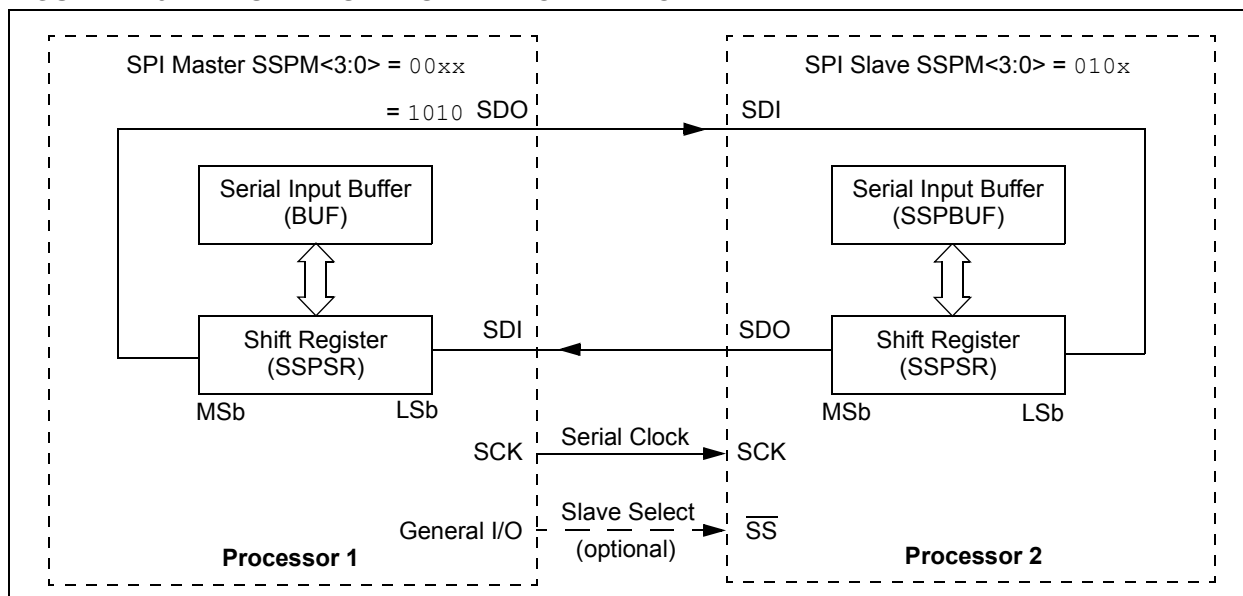 SPI Master SSPM<3:0> = 00xx
= 1010 SDO
Serial Input Buffer
(BUF)
Shift Register
(SSPSR)
MSb
LSb
SDI
SCK
General I/O
Processor 1
Serial Clock
Slave Select
(optional)
SPI Slave SSPM<3:0> = 010x
SDI
Serial Input Buffer
(SSPBUF)
SDO
Shift Register
(SSPSR)
MSb
LSb
SCK
S̅S̅
Processor 2